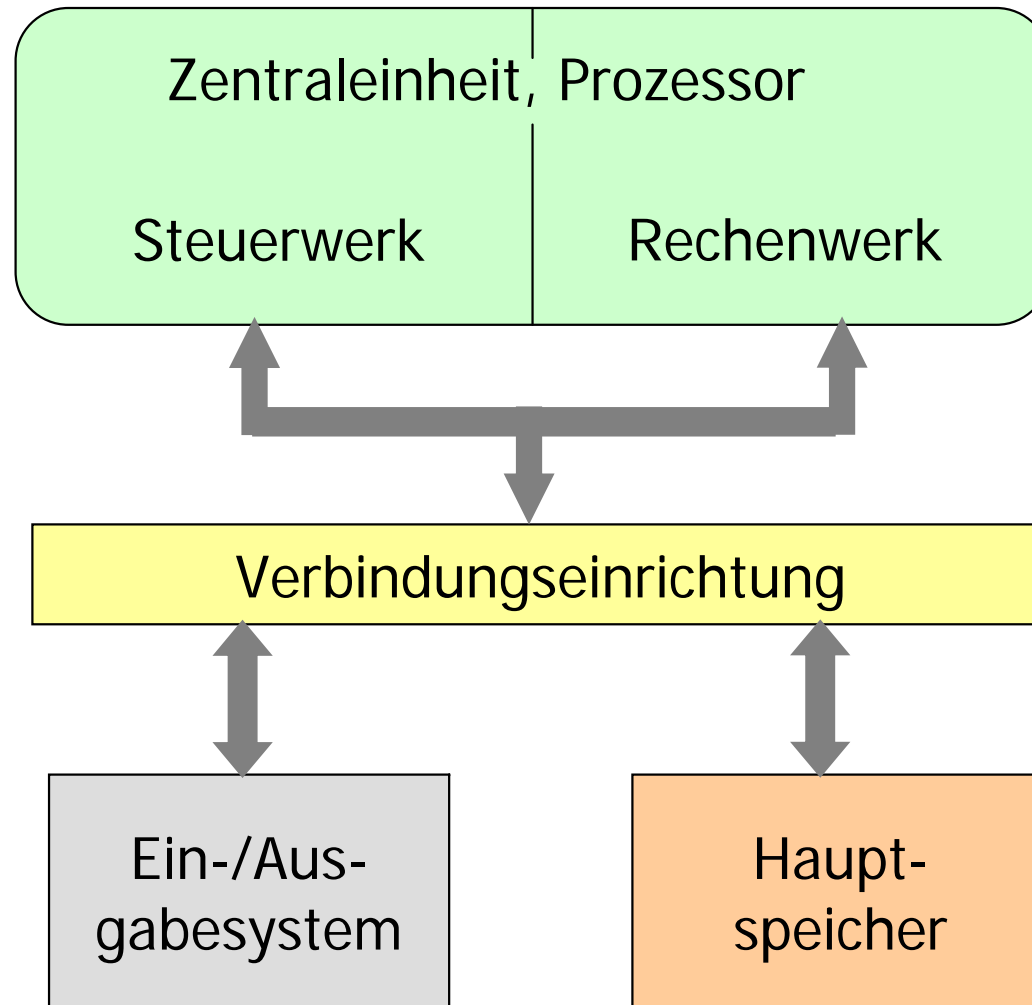 Zentraleinheit, Prozessor
Steuerwerk
Rechenwerk
Verbindungseinrichtung
Ein-/Aus-
gabesystem
Haupt-
speicher